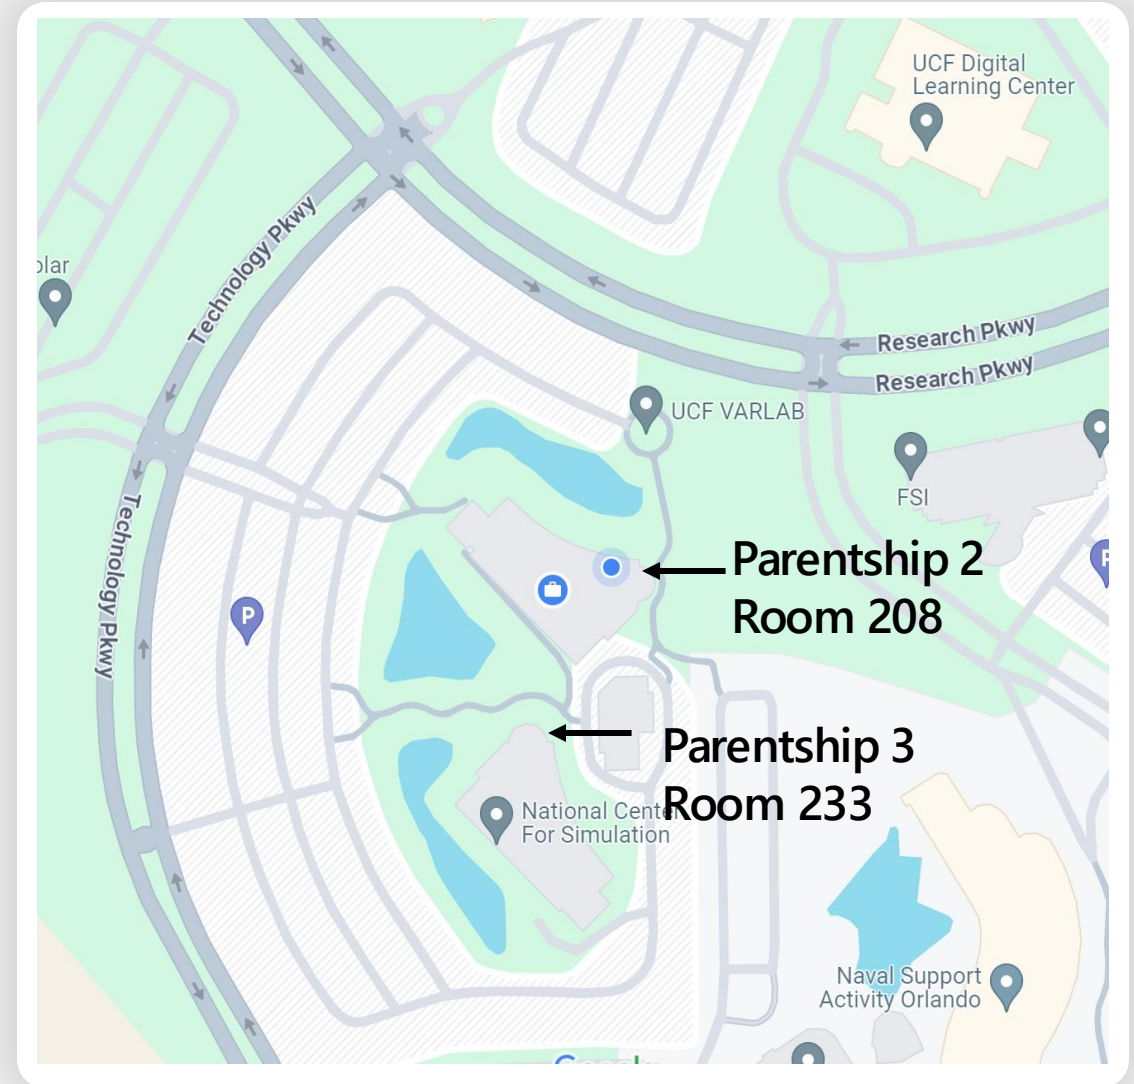 UCF Digital
Learning Center
Technology Pkwy
olar
Research Pkwy
Research Pkwy
UCF VARLAB
FSI
Technology Pkwy
Parentship 2
Room 208
P
P
Parentship 3
Room 233
National Center
For Simulation
Naval Support
Activity Orlando